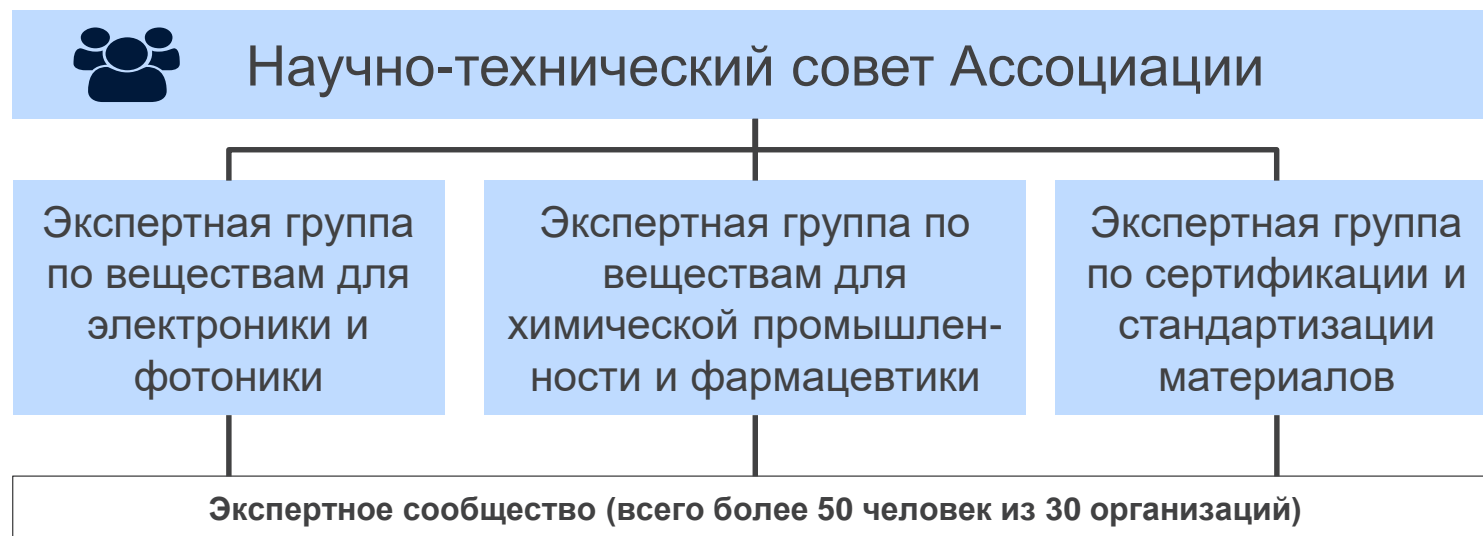 Научно-технический совет Ассоциации
Экспертная группа
по веществам для
электроники и
фотоники
Экспертная группа по
веществам для
химической промышлен-
ности и фармацевтики
Экспертная группа
по сертификации и
стандартизации
материалов
Экспертное сообщество (всего более 50 человек из 30 организаций)